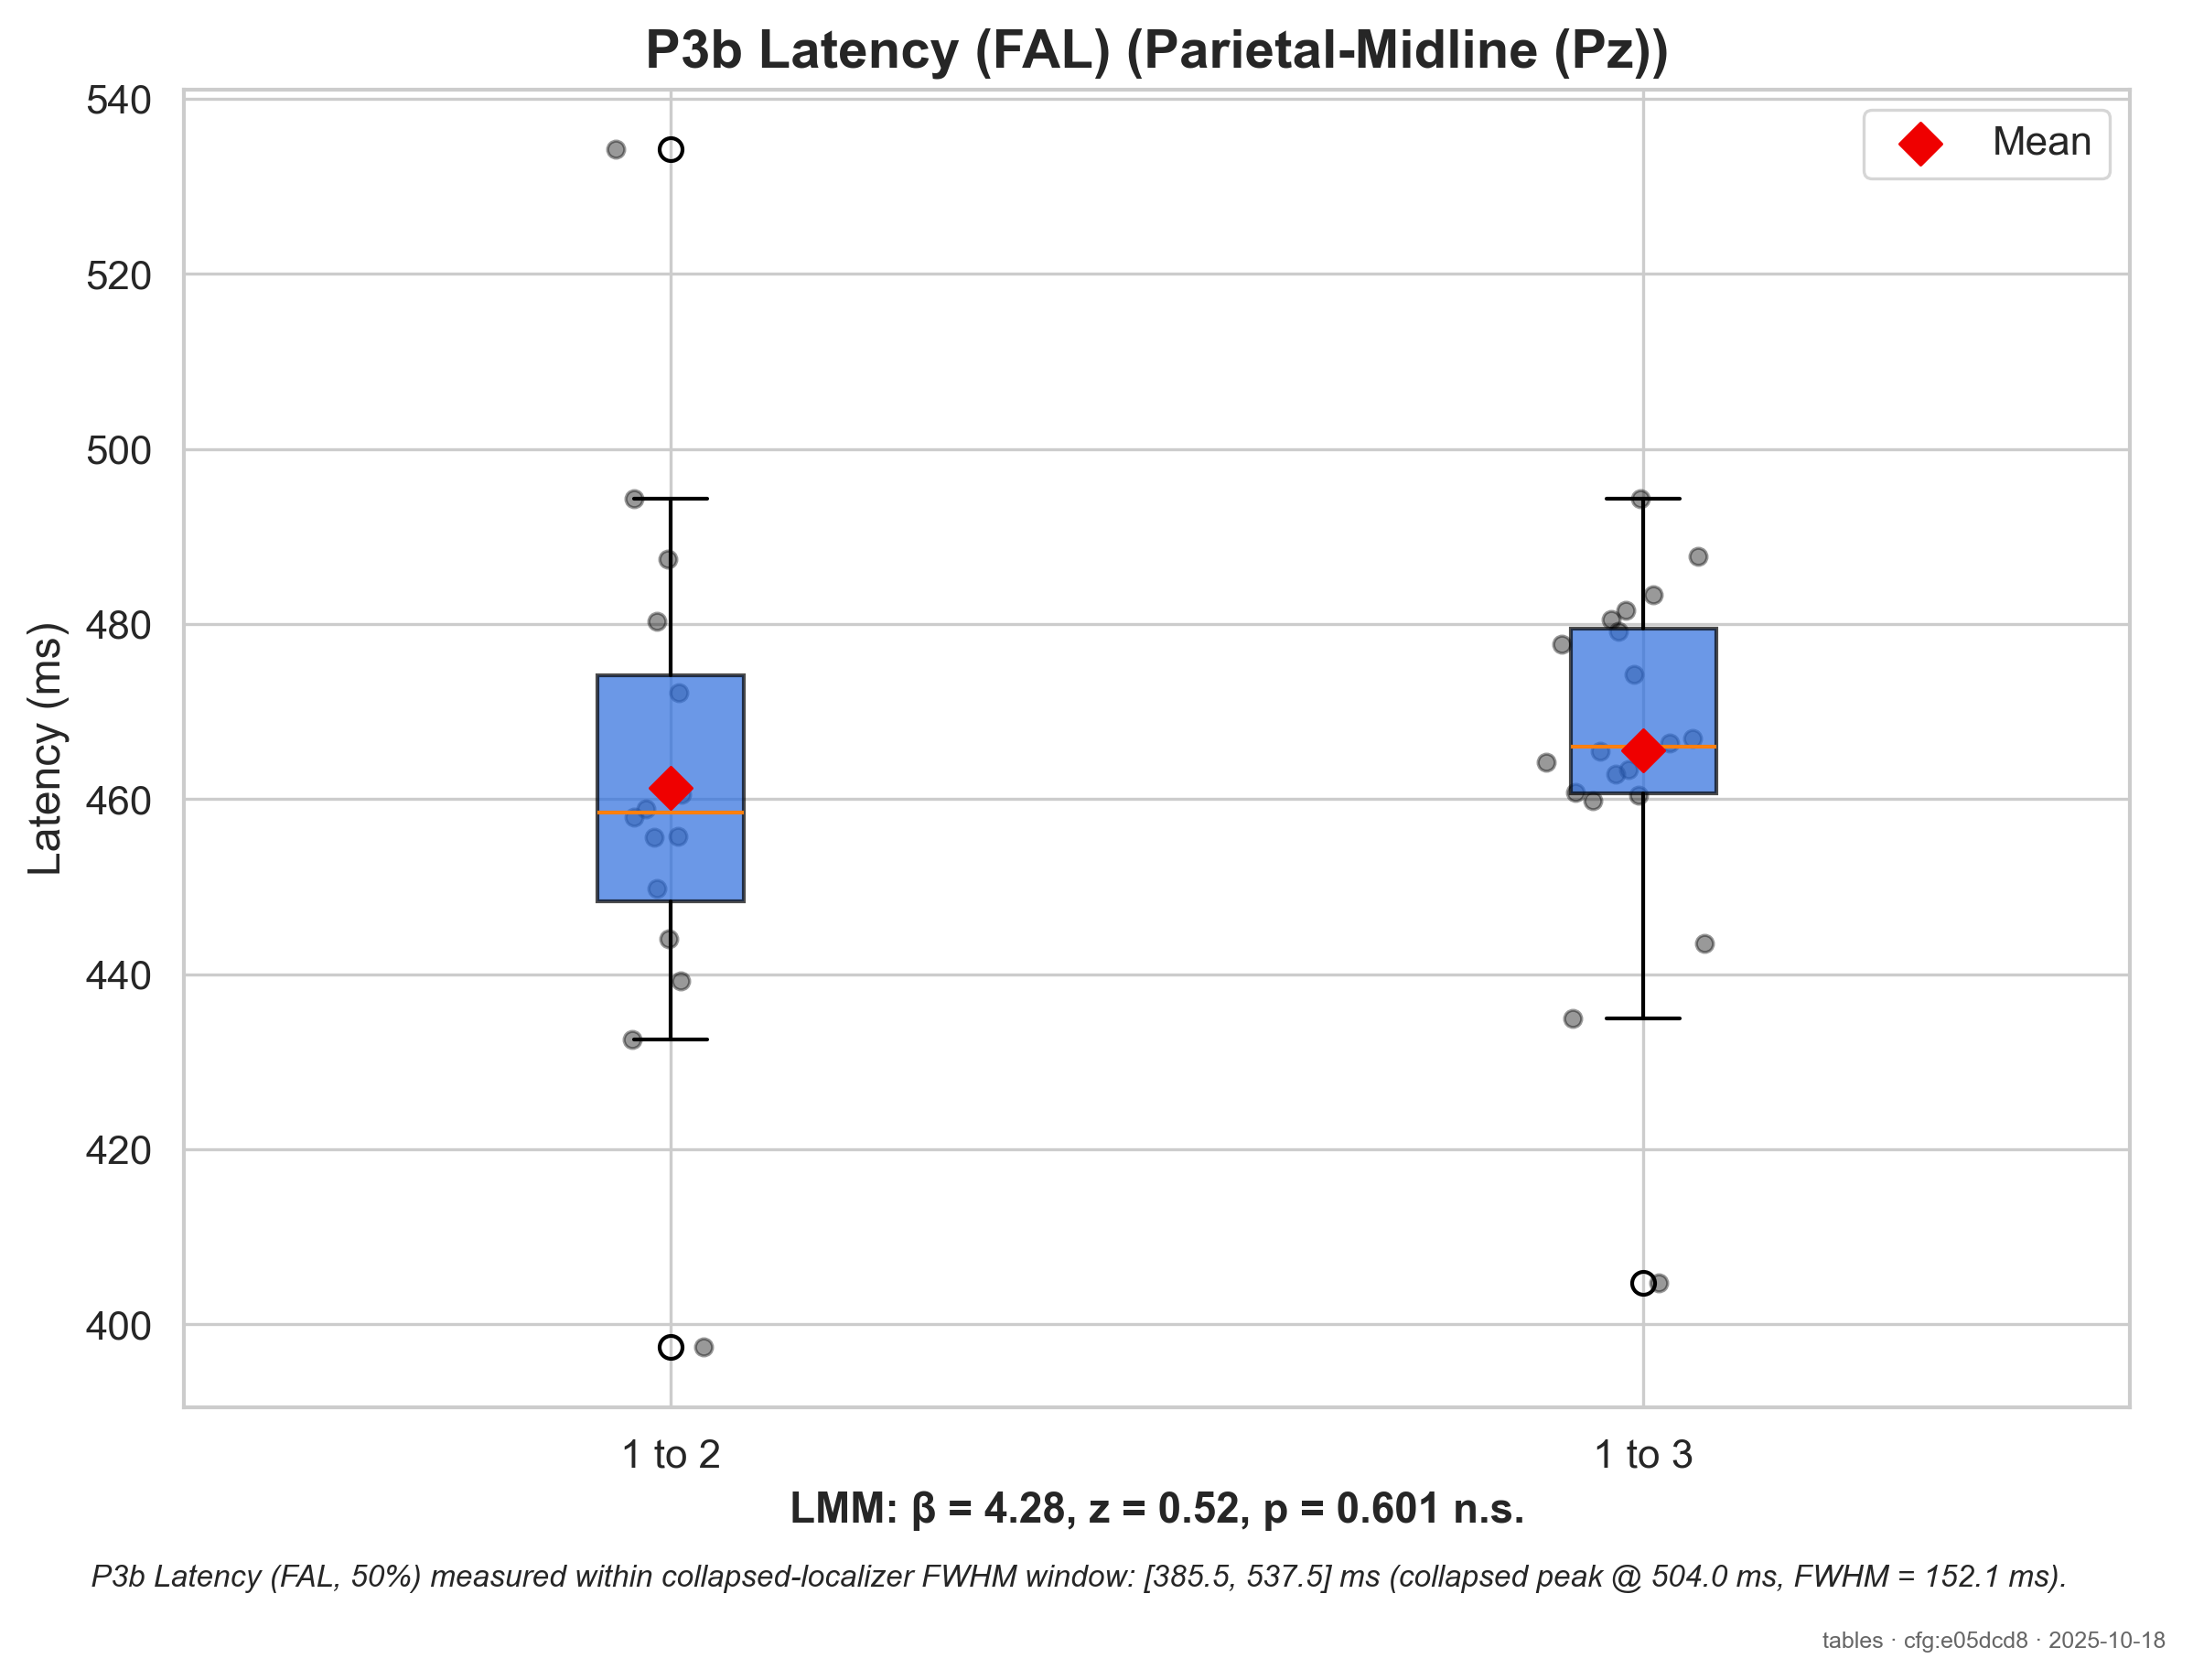 P3b Latency (FAL) (Parietal-Midline (Pz))
Mean
540
520
500
480
460
440
420
400
Latency (ms)
1 to 2
1 to 3
LMM: β = 4.28, z = 0.52, p = 0.601 n.s.
P3b Latency (FAL, 50%) measured within collapsed-localizer FWHM window: [385.5, 537.5] ms (collapsed peak @ 504.0 ms, FWHM = 152.1 ms).
tables · cfg:e05dcd8 · 2025-10-18